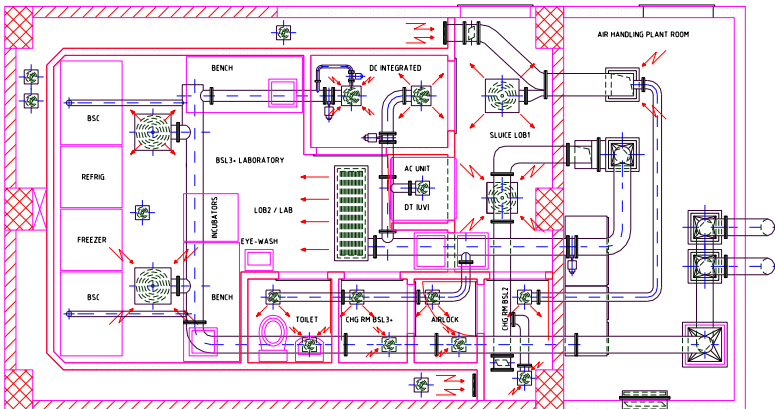 AIR HANDLING PLANT ROOM
BENCH
DC INTEGRATED
BSC
SLUICE LOB1
BSL3+ LABORATORY
AC UNIT
REFRIG.
DT (UV)
INCUBATORS
LOB2 / LAB
FREEZER
EYE-WASH
BSC
BENCH
TOILET
CHG RM BSL3+
AIRLOCK
CHG RM BSL2